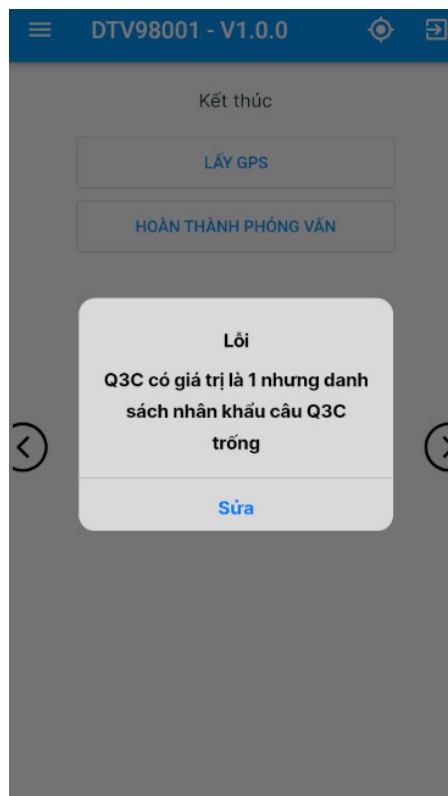 DTV98001 - V1.0.0
Kết thúc
LẤY GPS
HOÀN THÀNH PHỎNG VẤN
Lỗi
Q3C có giá trị là 1 nhưng danh
sách nhân khẩu câu Q3C
trống
Sửa